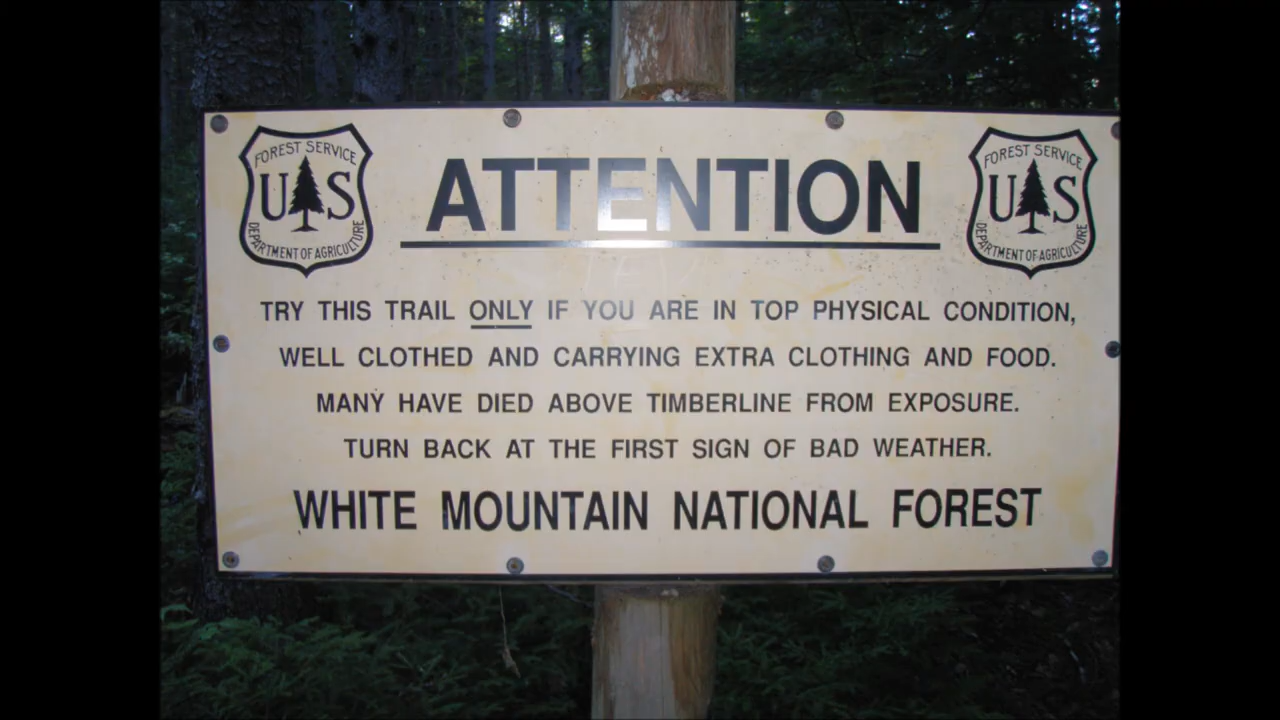 FOREST SERVICE
U S
DEPARTMENT OF AGRICULTURE
ATTENTION
FOREST SERVICE
U S
DEPARTMENT OF AGRICULTURE
TRY THIS TRAIL ONLY IF YOU ARE IN TOP PHYSICAL CONDITION,
WELL CLOTHED AND CARRYING EXTRA CLOTHING AND FOOD.
MANY HAVE DIED ABOVE TIMBERLINE FROM EXPOSURE.
TURN BACK AT THE FIRST SIGN OF BAD WEATHER.
WHITE MOUNTAIN NATIONAL FOREST